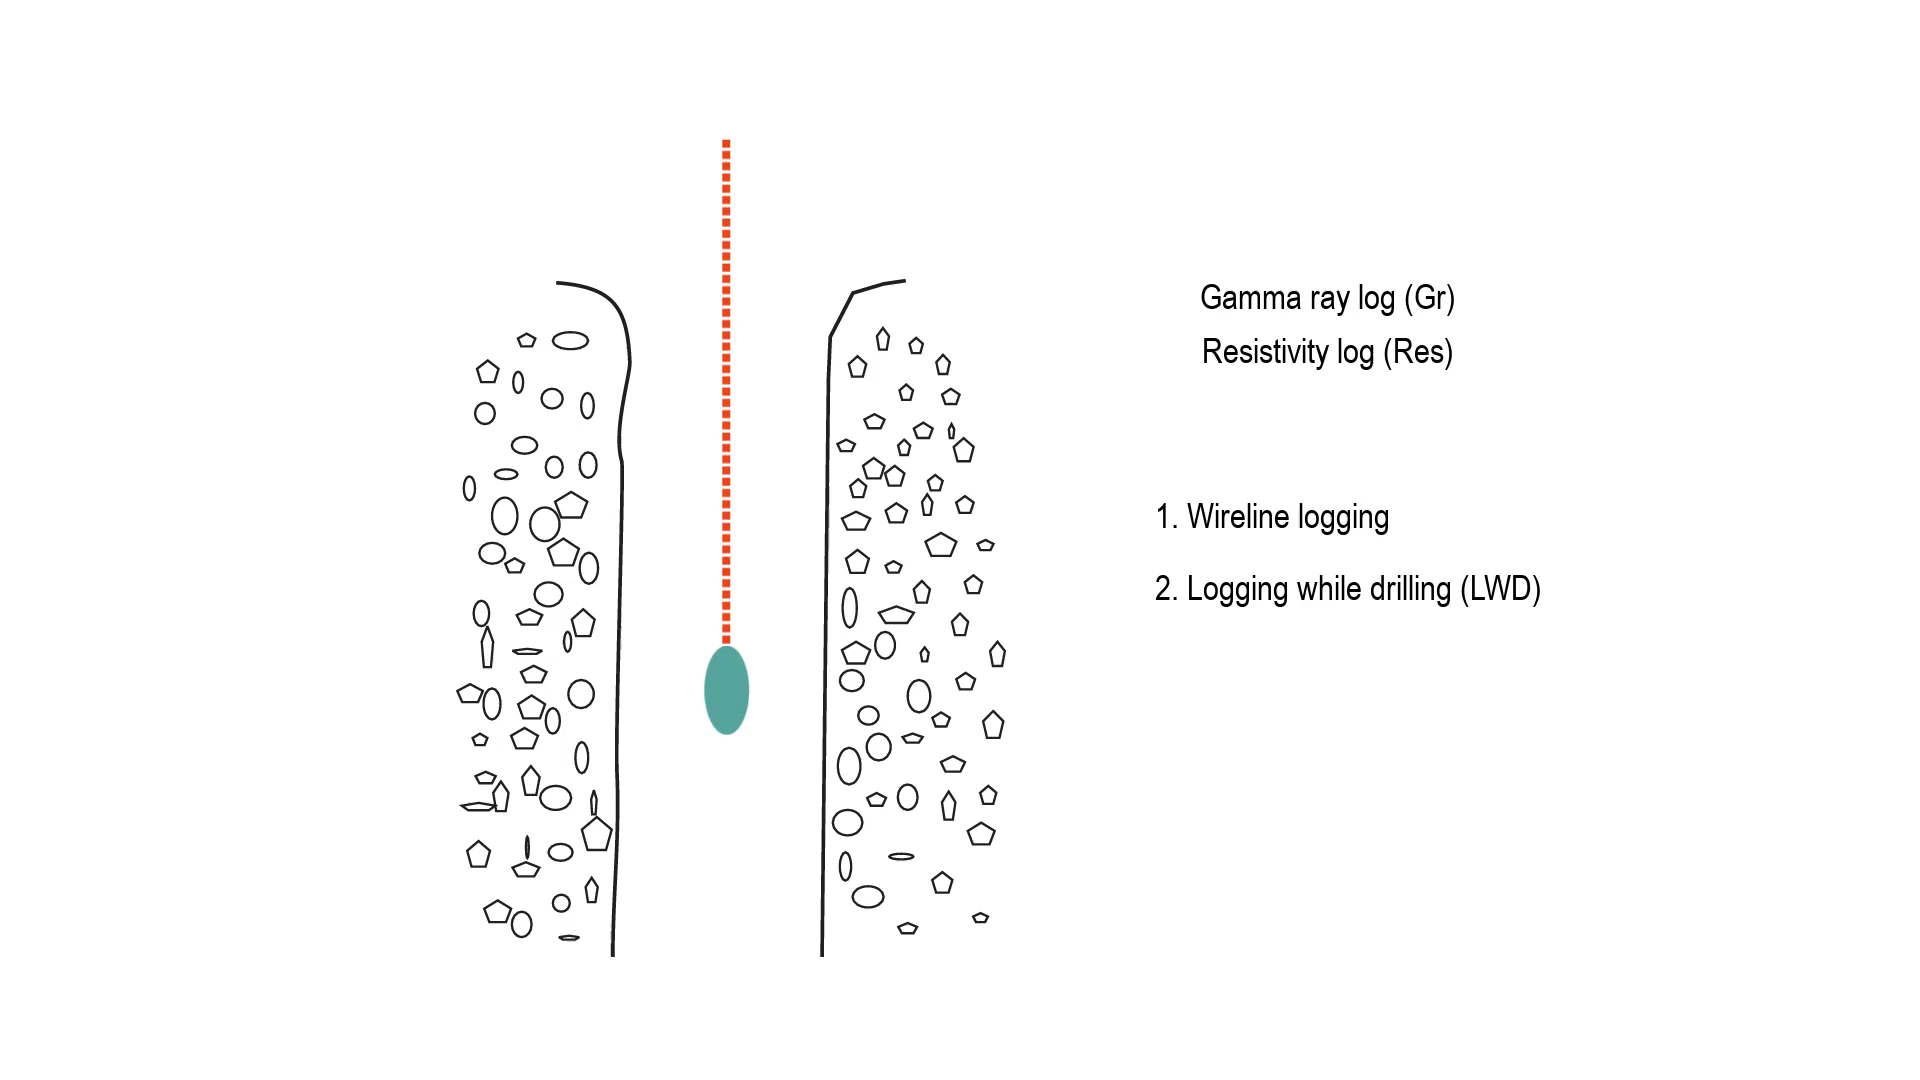 Gamma ray log (Gr)
Resistivity log (Res)
1. Wireline logging
2. Logging while drilling (LWD)